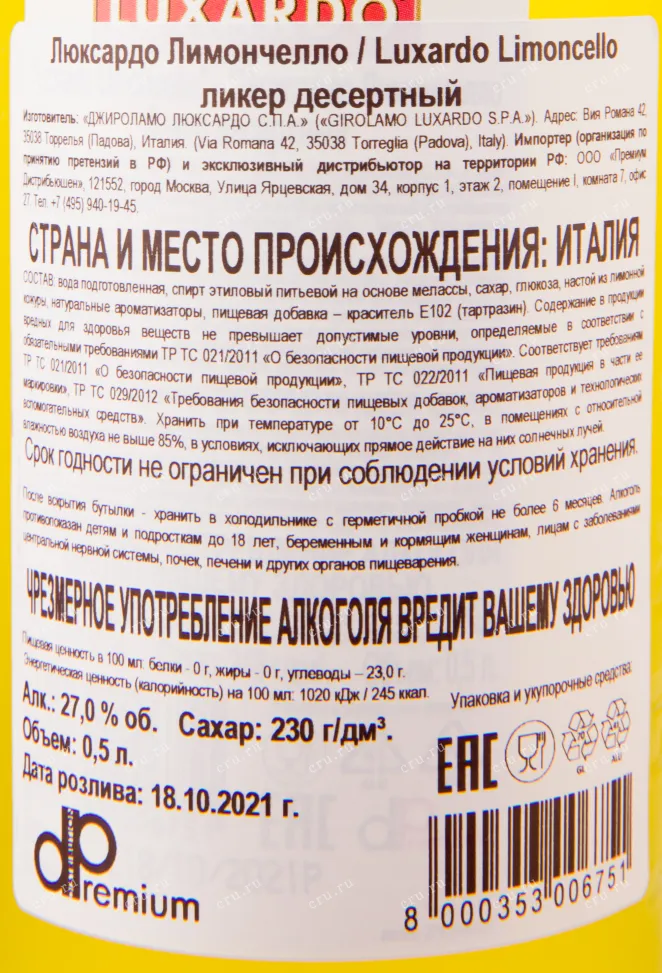 LUXARDO
Люксардо Лимончелло / Luxardo Limoncello
ликер десертный
Изготовитель: «ДЖИРОЛАМО ЛЮКСАРДО С.П.А.» («GIROLAMO LUXARDO S.P.A.»). Адрес: Виа Романа 42,
35038 Торрелья (Падова), Италия. (Via Romana 42, 35038 Torreglia (Padova), Italy). Импортер (организация по
принятию претензий в РФ) и эксклюзивный дистрибьютор на территории РФ: ООО «Премиум
Дистрибьюшен», 121552, город Москва, Улица Ярцевская, дом 34, корпус 1, этаж 2, помещение I, комната 7, офис
27. Тел. +7 (495) 940-19-45.
СТРАНА И МЕСТО ПРОИСХОЖДЕНИЯ: ИТАЛИЯ
СОСТАВ: вода подготовленная, спирт этиловый питьевой на основе мелассы, сахар, глюкоза, настой из лимонной
кожуры, натуральные ароматизаторы, пищевая добавка – краситель Е102 (тартразин). Содержание в продукции
вредных для здоровья веществ не превышает допустимые уровни, определяемые в соответствии с
обязательными требованиями ТР ТС 021/2011 «О безопасности пищевой продукции». Соответствует требованиям
ТР ТС 021/2011 «О безопасности пищевой продукции», ТР ТС 022/2011 «Пищевая продукция в части ее
маркировки», ТР ТС 029/2012 «Требования безопасности пищевых добавок, ароматизаторов и технологических
вспомогательных средств». Хранить при температуре от 10°С до 25°С, в помещениях с относительной
влажностью воздуха не выше 85%, в условиях, исключающих прямое действие на них солнечных лучей.
Срок годности не ограничен при соблюдении условий хранения.
После вскрытия бутылки - хранить в холодильнике с герметичной пробкой не более 6 месяцев. Алкоголь
противопоказан детям и подросткам до 18 лет, беременным и кормящим женщинам, лицам с заболеваниями
центральной нервной системы, почек, печени и других органов пищеварения.
ЧРЕЗМЕРНОЕ УПОТРЕБЛЕНИЕ АЛКОГОЛЯ ВРЕДИТ ВАШЕМУ ЗДОРОВЬЮ
Пищевая ценность в 100 мл: белки - 0 г, жиры - 0 г, углеводы – 23,0 г.
Энергетическая ценность (калорийность) на 100 мл: 1020 кДж / 245 ккал.
Упаковка и укупорочные средства:
Алк.: 27,0 % об. Сахар: 230 г/дм³.
Объем: 0,5 л.
Дата розлива: 18.10.2021 г.
EAC
70
GL
41
ALU
dPremium
8 000353 006751
cru.ru